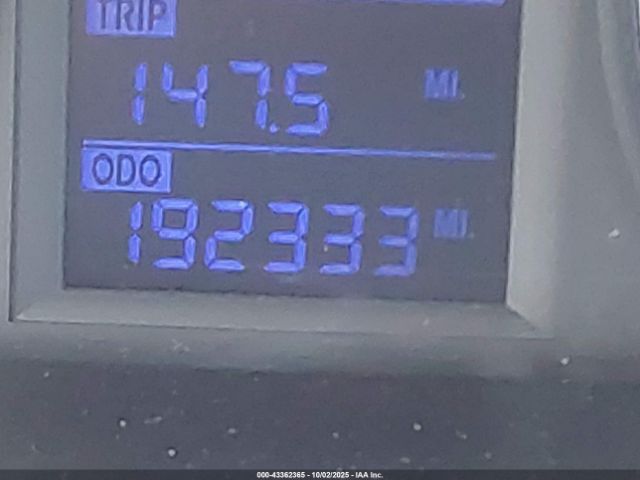 TRIP
147.5 MI.
ODO
192333 MI.
000-43362365 - 10/02/2025 - IAA Inc.